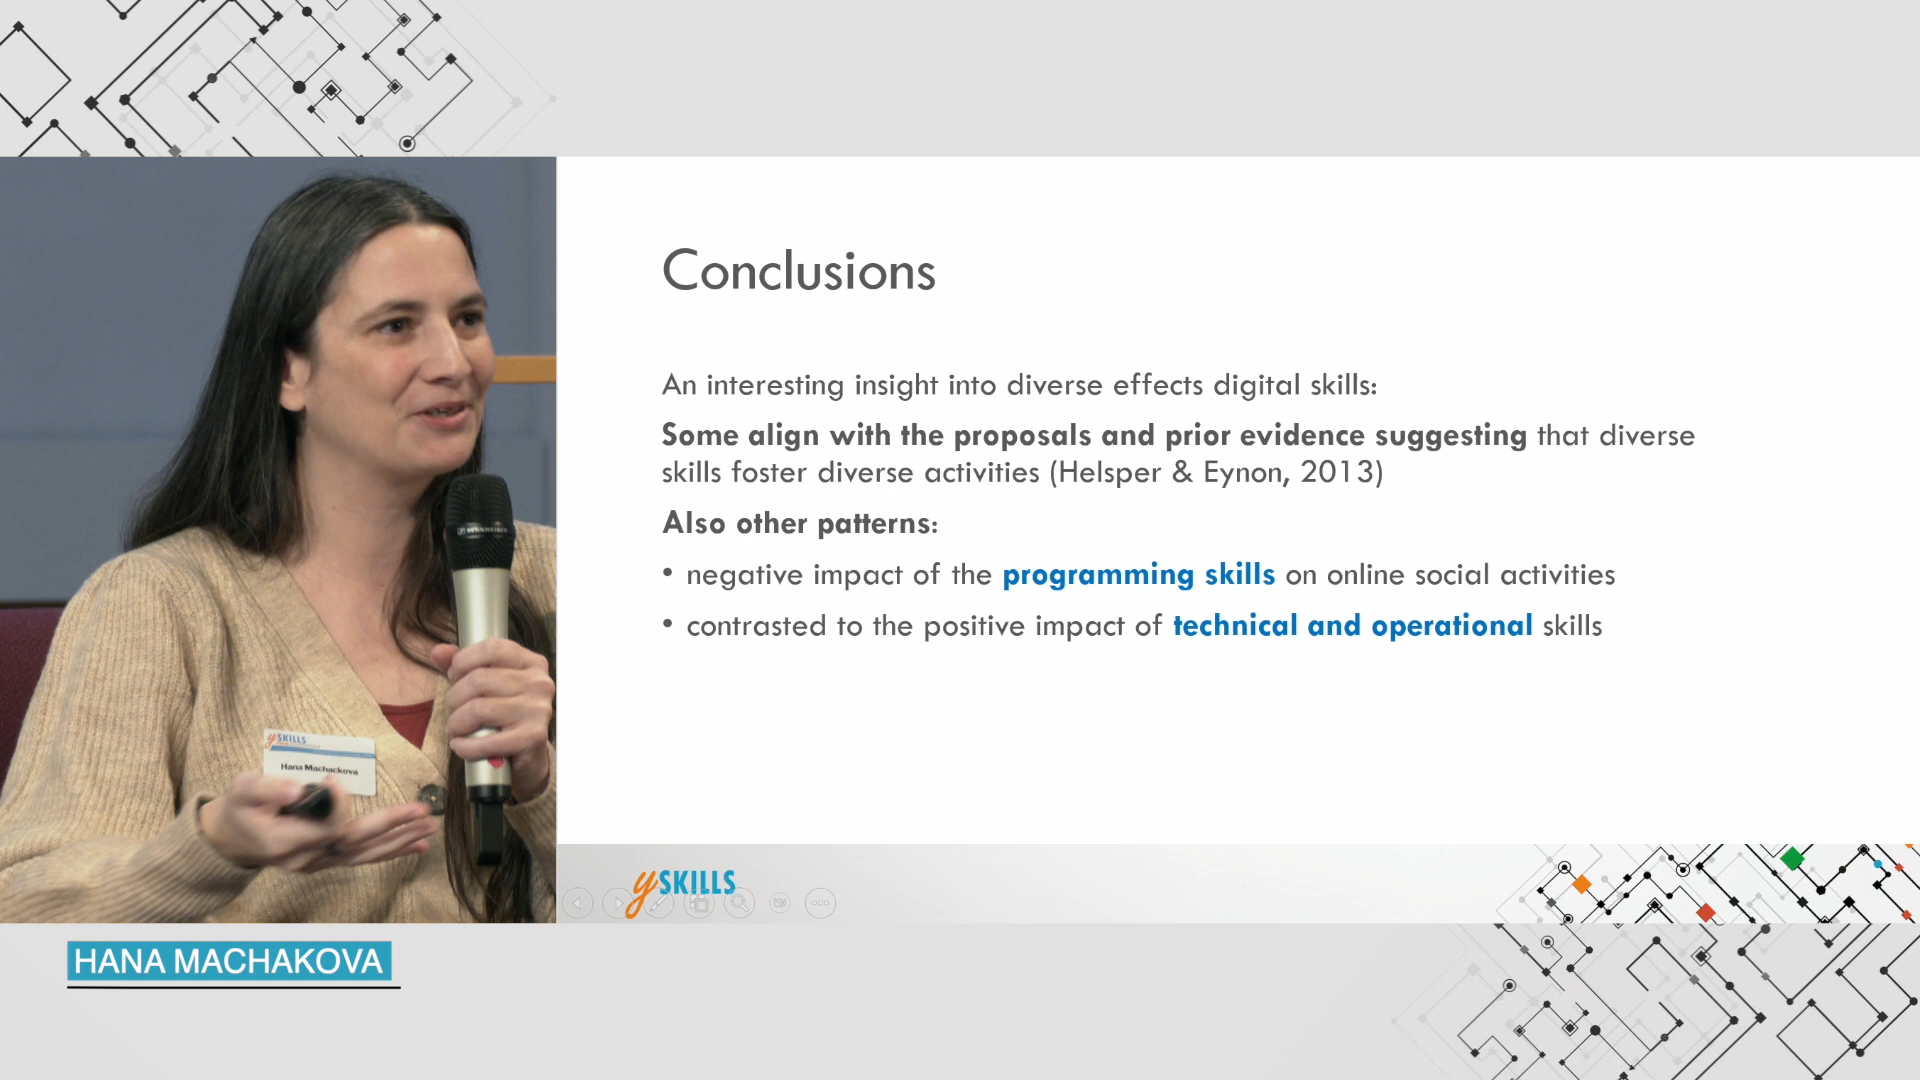 Conclusions
An interesting insight into diverse effects digital skills:
Some align with the proposals and prior evidence suggesting that diverse
skills foster diverse activities (Helsper & Eynon, 2013)
Also other patterns:
• negative impact of the programming skills on online social activities
• contrasted to the positive impact of technical and operational skills
ySKILLS
Hana Machackova
ySKILLS
HANA MACHAKOVA